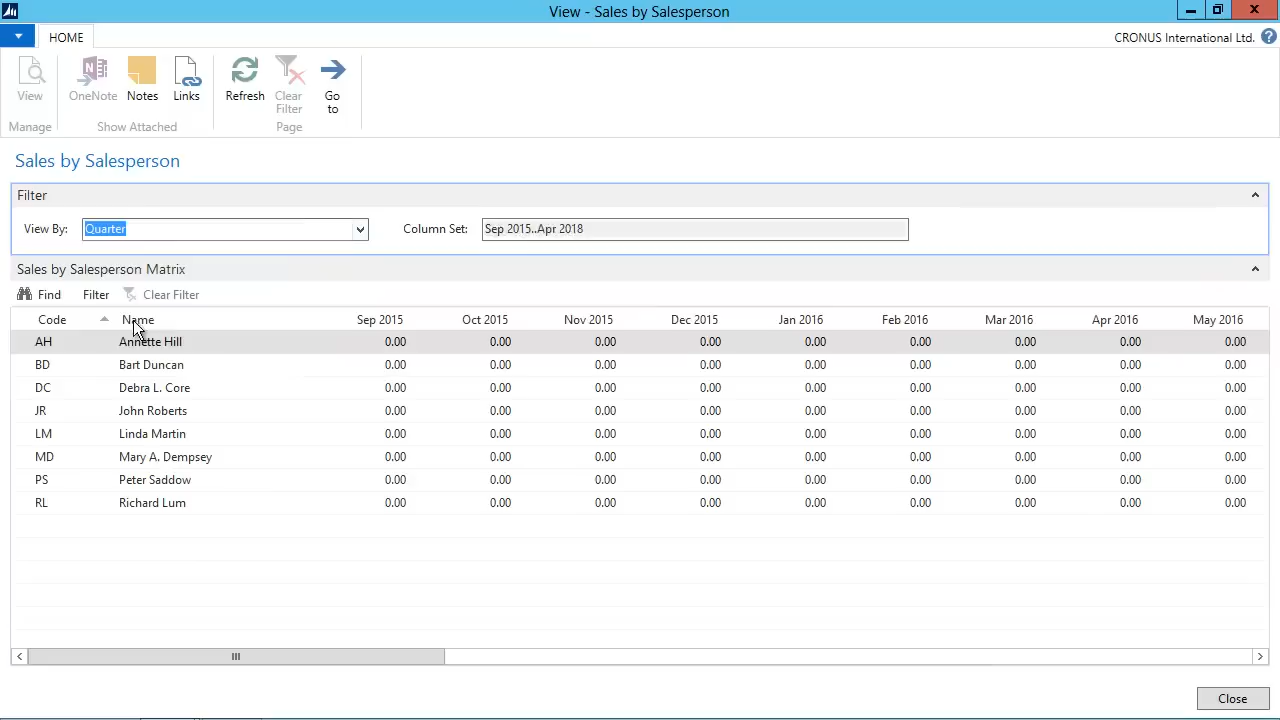 View - Sales by Salesperson
HOME
CRONUS International Ltd.
View
OneNote
Notes
Links
Refresh
Clear Filter
Go to
Manage
Show Attached
Page
Sales by Salesperson
Filter
View By: Quarter Column Set: Sep 2015..Apr 2018
Sales by Salesperson Matrix
Find Filter Clear Filter
Code Name Sep 2015 Oct 2015 Nov 2015 Dec 2015 Jan 2016 Feb 2016 Mar 2016 Apr 2016 May 2016
AH Annette Hill 0.00 0.00 0.00 0.00 0.00 0.00 0.00 0.00 0.00
BD Bart Duncan 0.00 0.00 0.00 0.00 0.00 0.00 0.00 0.00 0.00
DC Debra L. Core 0.00 0.00 0.00 0.00 0.00 0.00 0.00 0.00 0.00
JR John Roberts 0.00 0.00 0.00 0.00 0.00 0.00 0.00 0.00 0.00
LM Linda Martin 0.00 0.00 0.00 0.00 0.00 0.00 0.00 0.00 0.00
MD Mary A. Dempsey 0.00 0.00 0.00 0.00 0.00 0.00 0.00 0.00 0.00
PS Peter Saddow 0.00 0.00 0.00 0.00 0.00 0.00 0.00 0.00 0.00
RL Richard Lum 0.00 0.00 0.00 0.00 0.00 0.00 0.00 0.00 0.00
Close